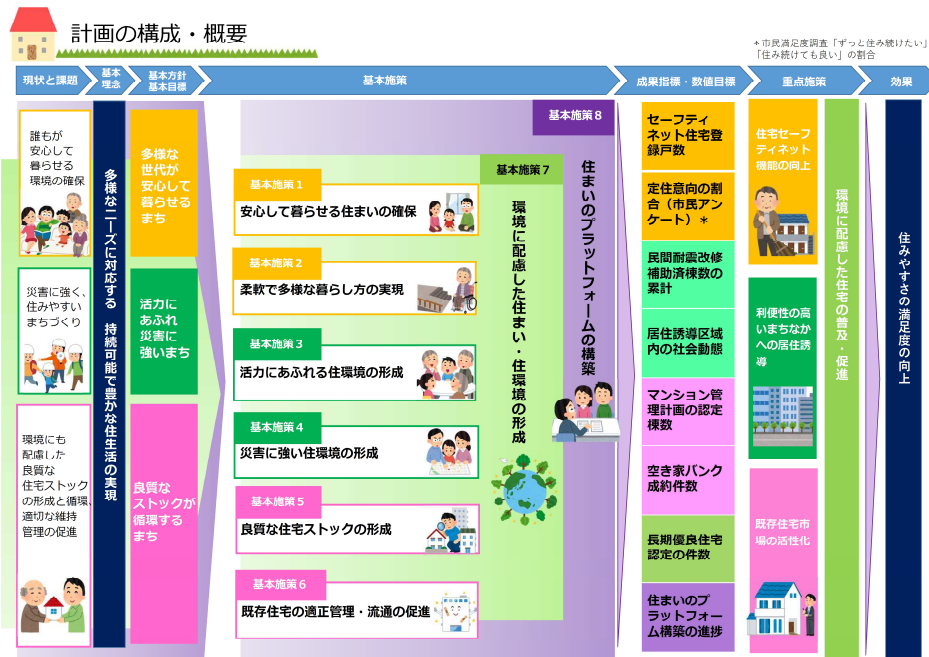 計画の構成・概要
＊市民満足度調査「ずっと住み続けたい」
「住み続けても良い」の割合
現状と課題
基本
理念
基本方針
基本目標
基本施策
成果指標・数値目標
重点施策
効果
誰もが
安心して
暮らせる
環境の確保
災害に強く、
住みやすい
まちづくり
環境にも
配慮した
良質な
住宅ストック
の形成と循環、
適切な維持
管理の促進
多様なニーズに対応する　持続可能で豊かな住生活の実現
多様な
世代が
安心して
暮らせる
まち
活力に
あふれ
災害に
強いまち
良質な
ストックが
循環する
まち
基本施策１
安心して暮らせる住まいの確保
基本施策２
柔軟で多様な暮らし方の実現
基本施策３
活力にあふれる住環境の形成
基本施策４
災害に強い住環境の形成
基本施策５
良質な住宅ストックの形成
基本施策６
既存住宅の適正管理・流通の促進
基本施策７
環境に配慮した住まい・住環境の形成
基本施策８
住まいのプラットフォームの構築
セーフティ
ネット住宅登
録戸数
定住意向の割
合（市民アン
ケート）＊
民間耐震改修
補助済棟数の
累計
居住誘導区域
内の社会動態
マンション管
理計画の認定
棟数
空き家バンク
成約件数
長期優良住宅
認定の件数
住まいのプ
ラットフォー
ム構築の進捗
住宅セーフ
ティネット
機能の向上
利便性の高
いまちなか
への居住誘
導
既存住宅市
場の活性化
環境に配慮した住宅の普及・促進
住みやすさの満足度の向上